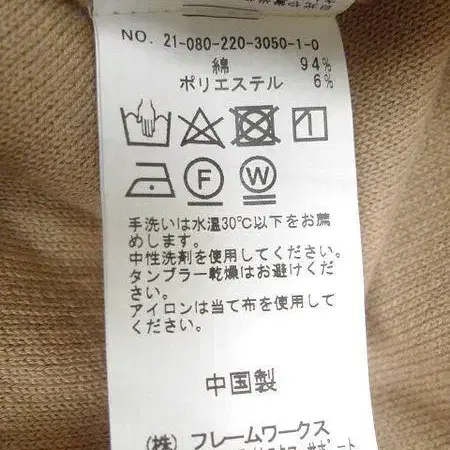 NO. 21-080-220-3050-1-0
綿 94%
ポリエステル 6%
F W
手洗いは水温30℃以下をお薦
めします。
中性洗剤を使用してください。
タンブラー乾燥はお避けくだ
さい。
アイロンは当て布を使用して
ください。
中国製
(株) フレームワークス